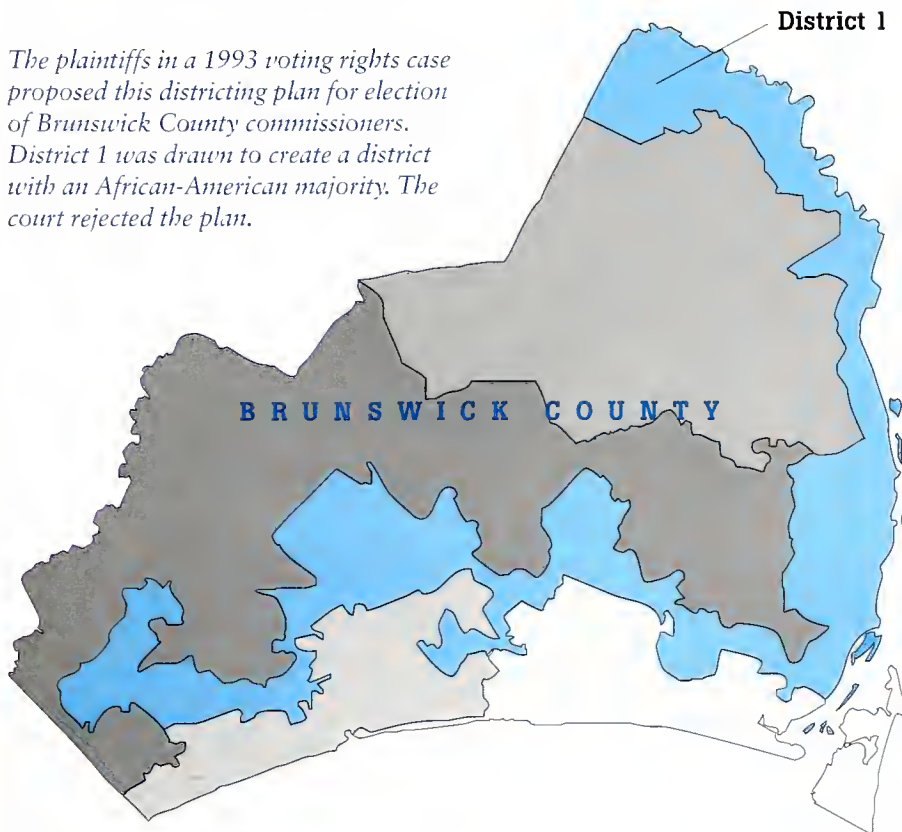 District 1
The plaintiffs in a 1993 voting rights case
proposed this districting plan for election
of Brunswick County commissioners.
District 1 was drawn to create a district
with an African-American majority. The
court rejected the plan.
BRUNSWICK COUNTY